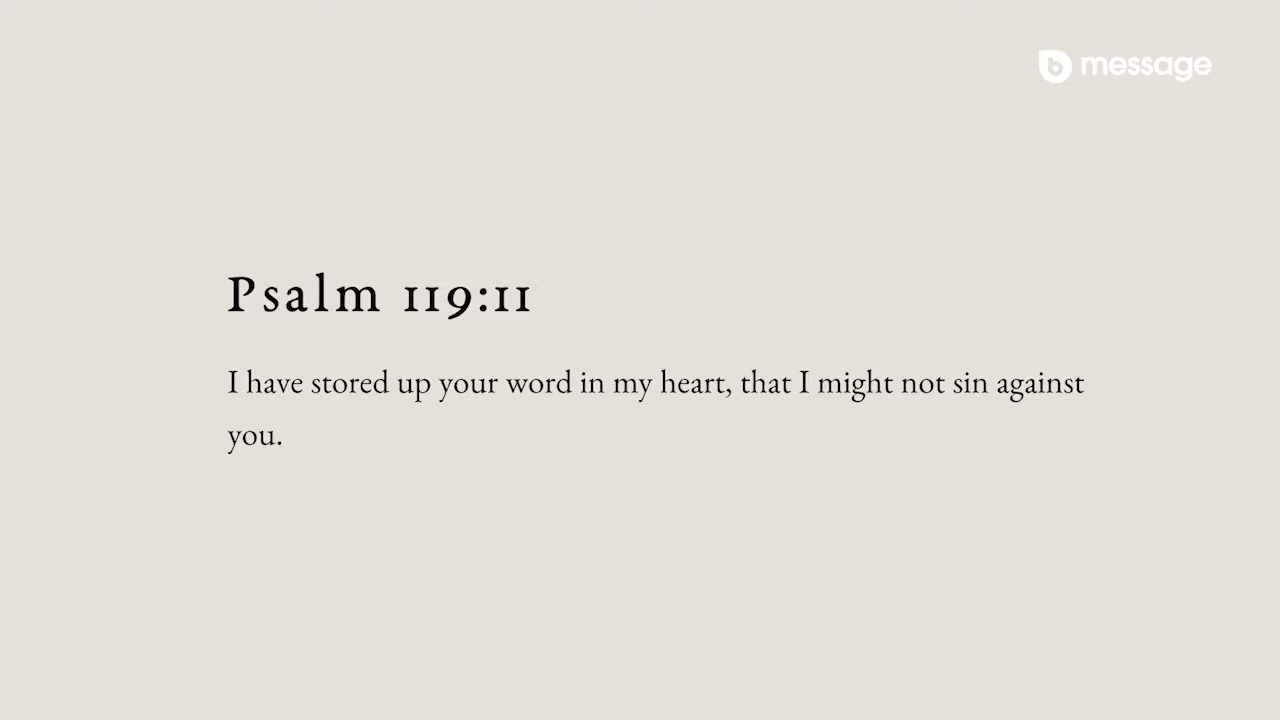 message
Psalm 119:11
I have stored up your word in my heart, that I might not sin against
you.